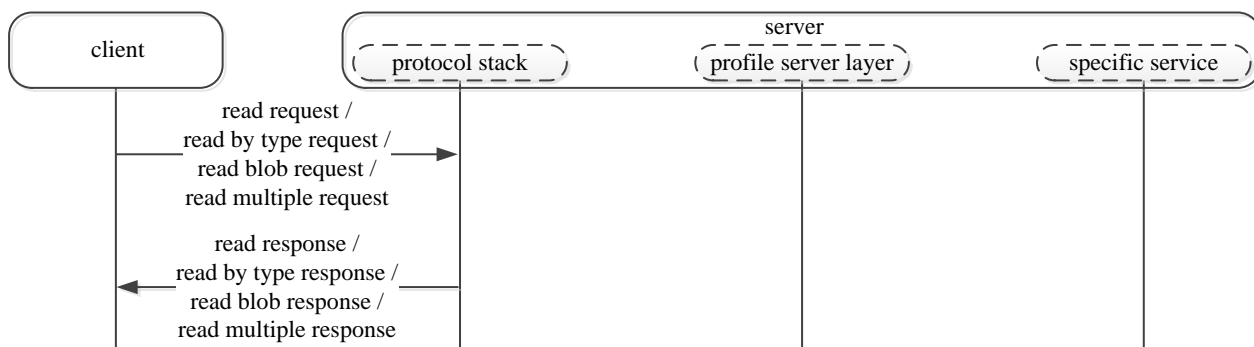 client
server
protocol stack
profile server layer
specific service
read request /
read by type request /
read blob request /
read multiple request
read response /
read by type response /
read blob response /
read multiple response